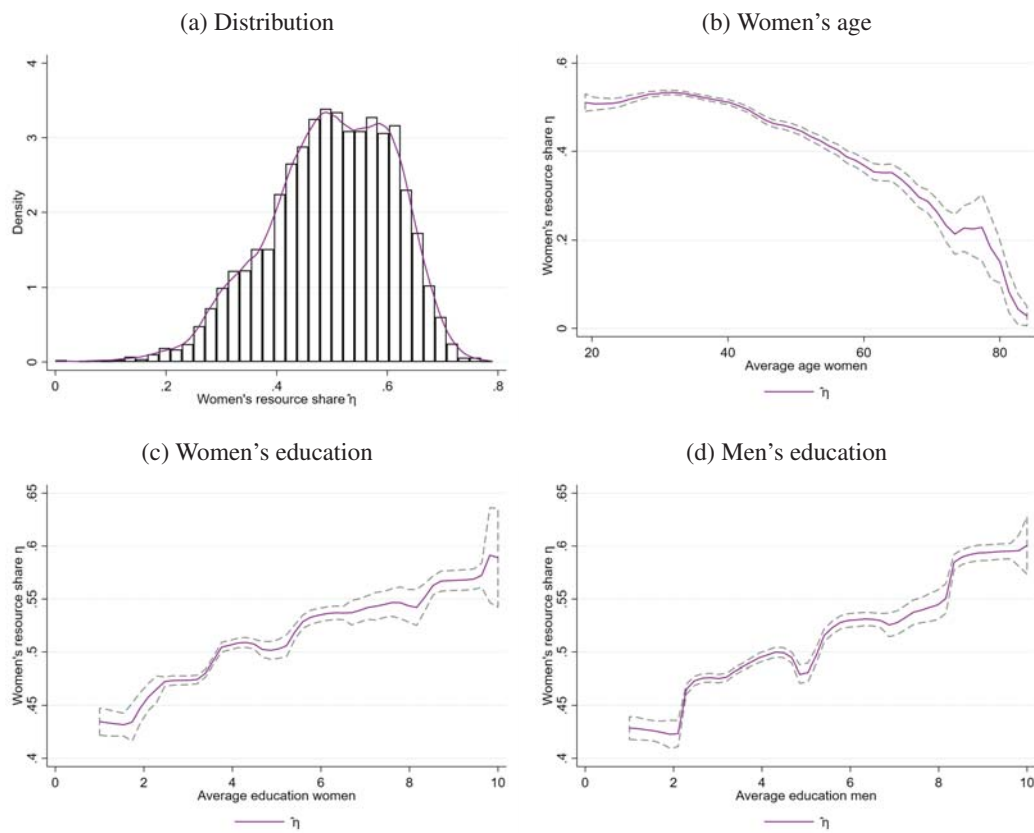 (a) Distribution
4
3
2
1
0
Density
0
.2
.4
.6
.8
Women's resource share η̂
(b) Women's age
.6
.4
.2
0
Women's resource share η
20
40
60
80
Average age women
η̂
(c) Women's education
.65
.6
.55
.5
.45
.4
Women's resource share η
0
2
4
6
8
10
Average education women
η̂
(d) Men's education
.65
.6
.55
.5
.45
.4
Women's resource share η
0
2
4
6
8
10
Average education men
η̂